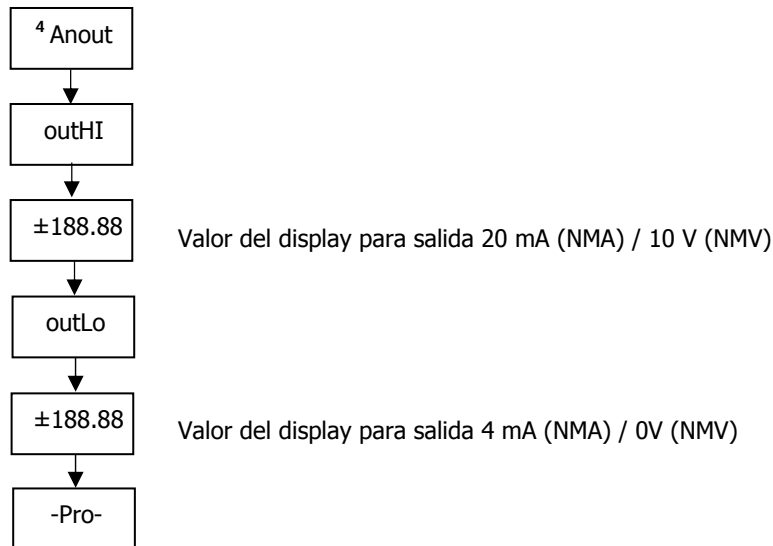 ⁴ Anout
outHI
±188.88
Valor del display para salida 20 mA (NMA) / 10 V (NMV)
outLo
±188.88
Valor del display para salida 4 mA (NMA) / 0V (NMV)
-Pro-